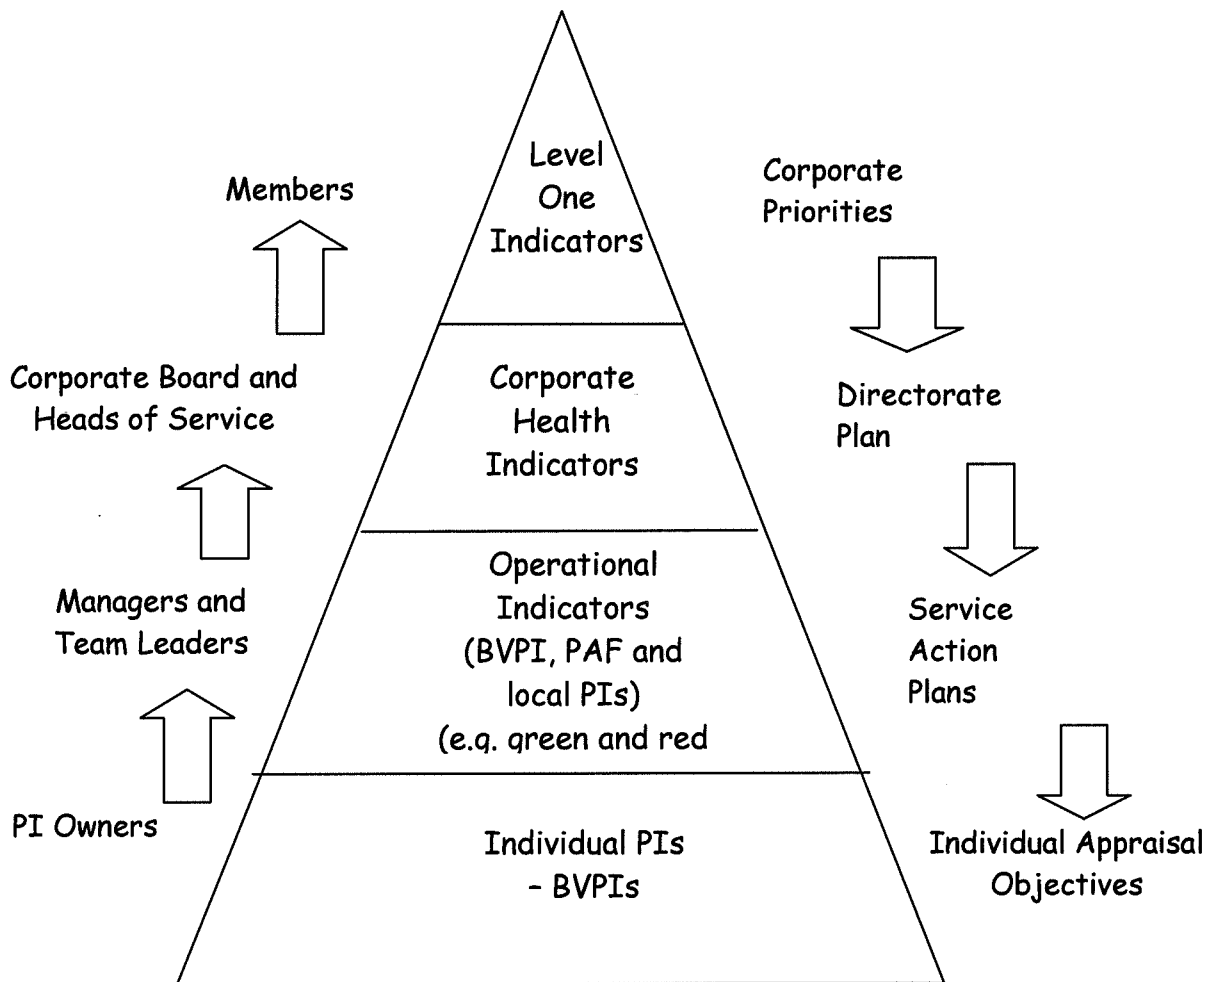 Level
One
Indicators
Members
Corporate
Priorities
Corporate Board and
Heads of Service
Corporate
Health
Indicators
Directorate
Plan
Managers and
Team Leaders
Operational
Indicators
(BVPI, PAF and
local PIs)
(e.g. green and red
Service
Action
Plans
PI Owners
Individual PIs
– BVPIs
Individual Appraisal
Objectives